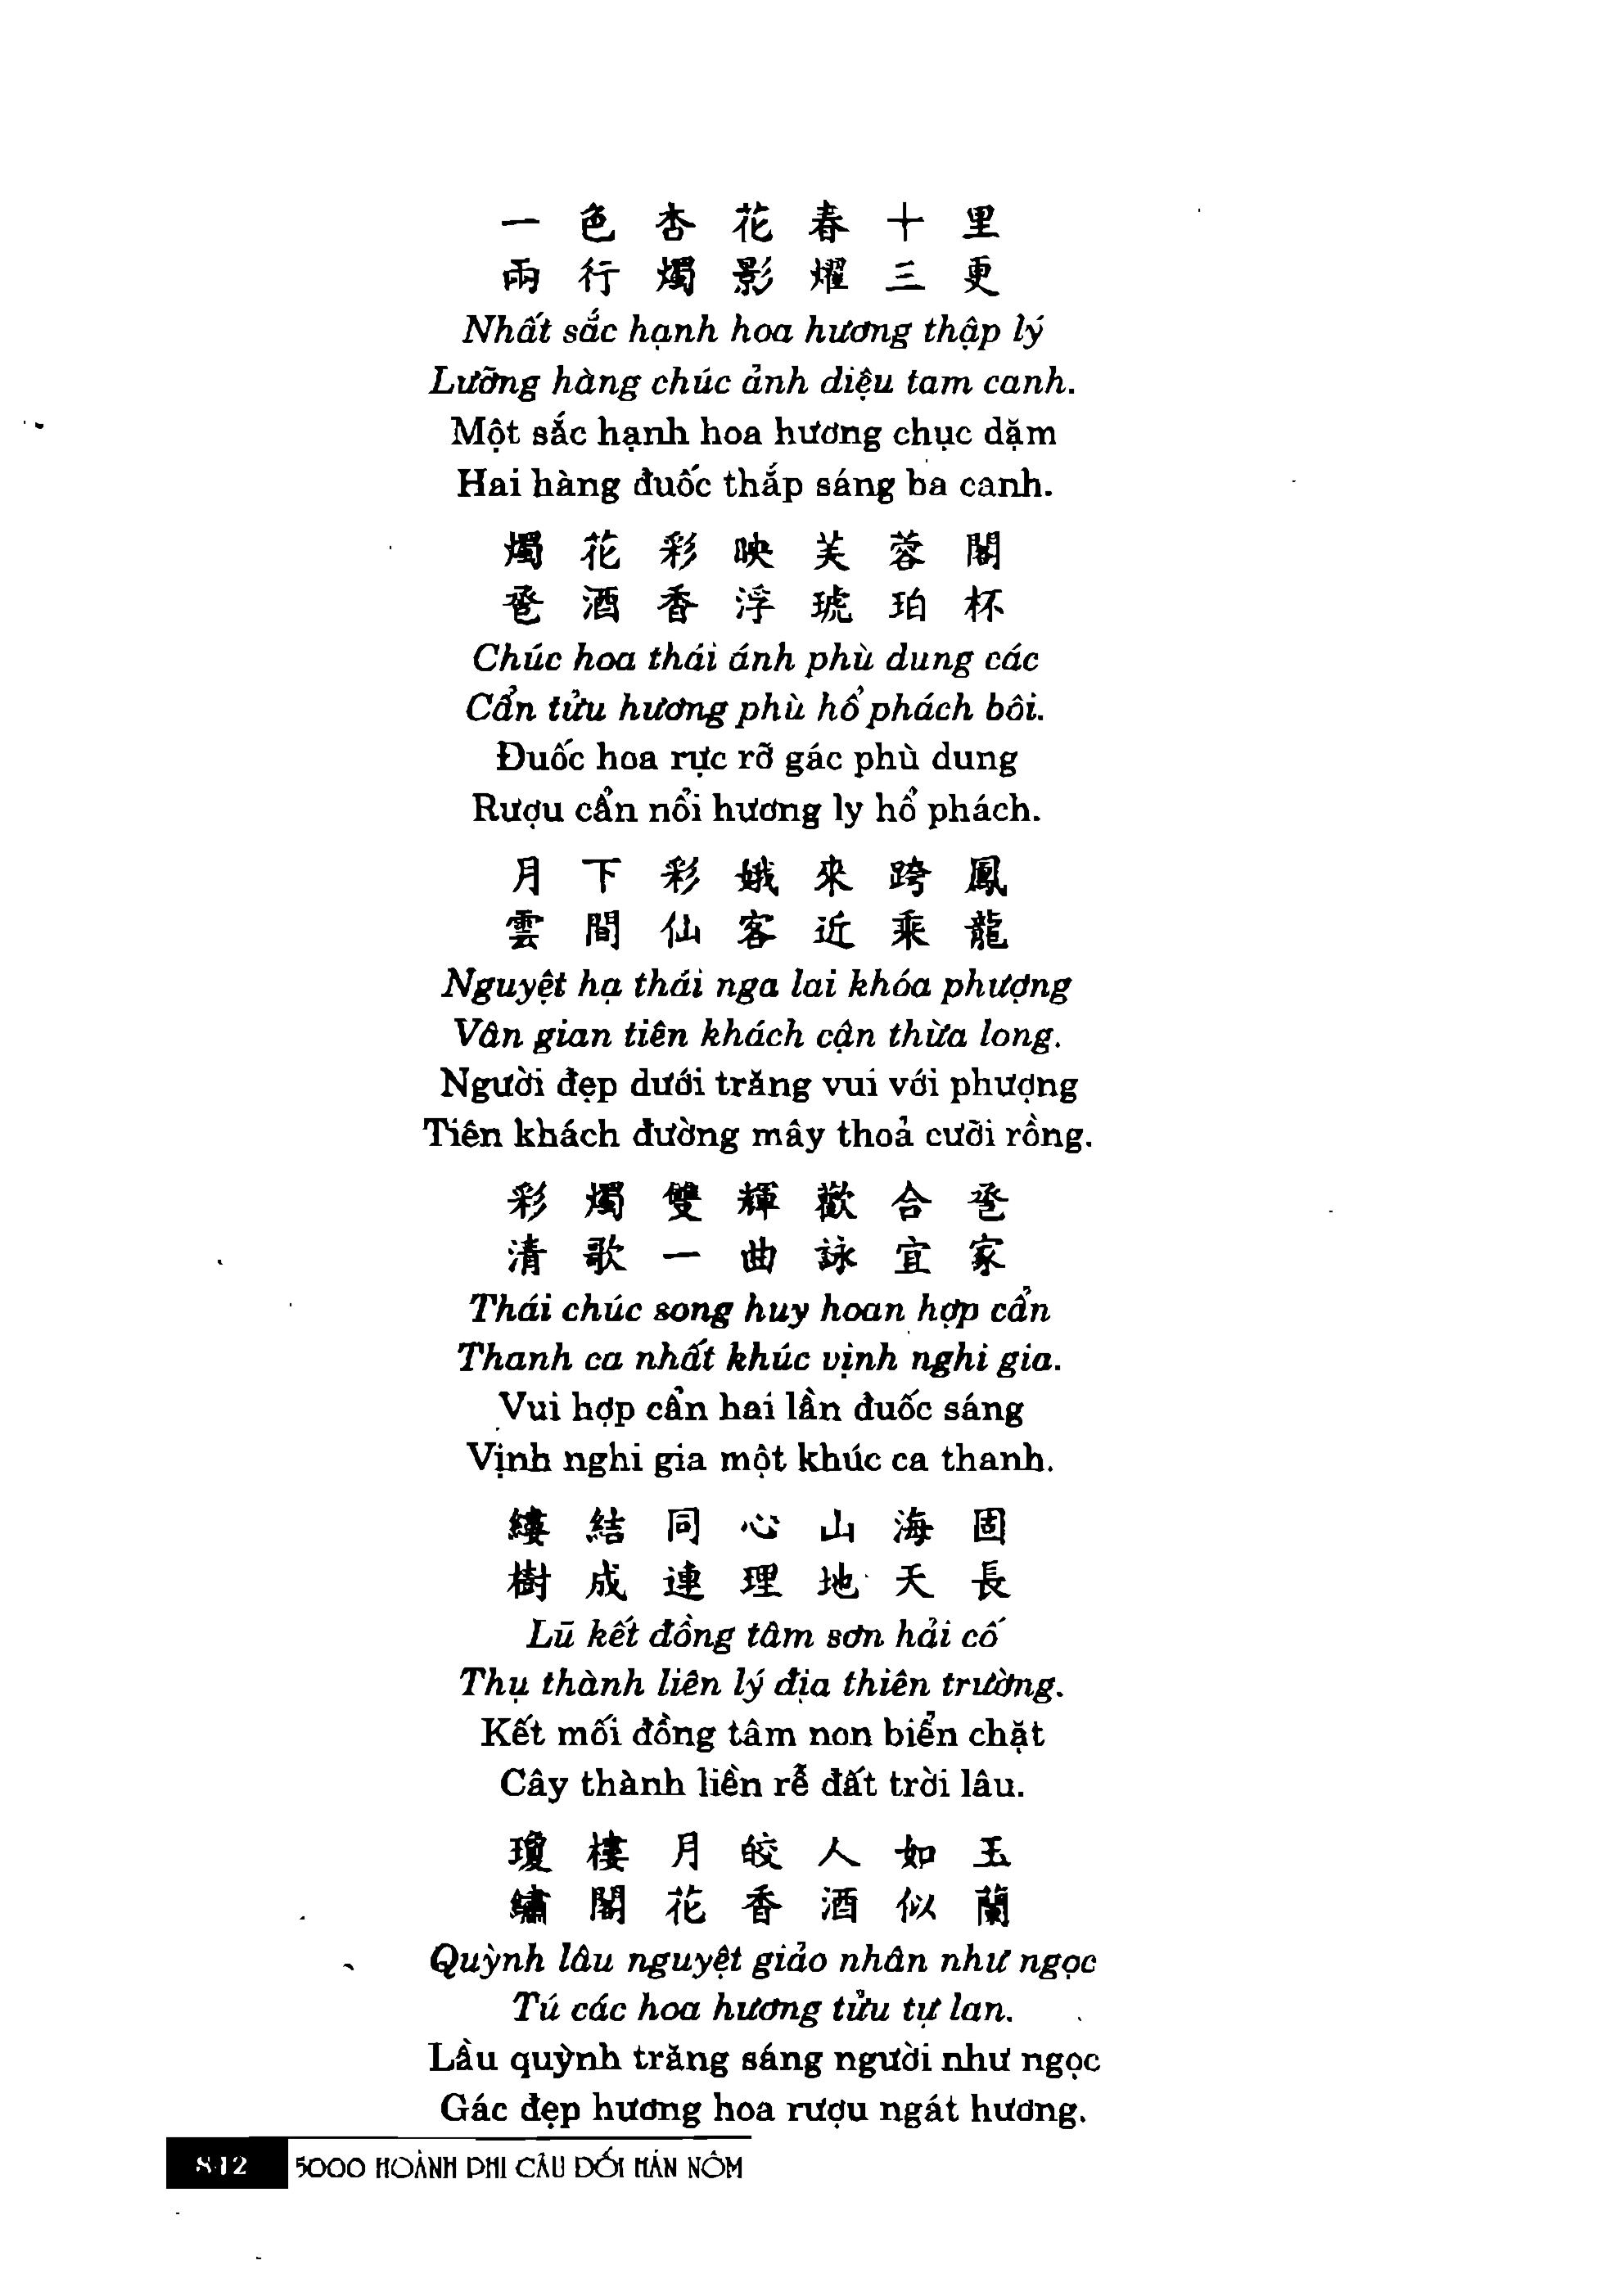 一色杏花春十里
兩行燭影耀三更
Nhất sắc hạnh hoa hương thập lý
Lưỡng hàng chúc ảnh diệu tam canh.
Một sắc hạnh hoa hương chục dặm
Hai hàng đuốc thắp sáng ba canh.
燭花彩映芙蓉閣
卺酒香浮琥珀杯
Chúc hoa thái ánh phù dung các
Cẩn tửu hương phù hổ phách bôi.
Đuốc hoa rực rỡ gác phù dung
Rượu cẩn nổi hương ly hổ phách.
月下彩娥來跨鳳
雲間仙客近乘龍
Nguyệt hạ thái nga lai khóa phượng
Vân gian tiên khách cận thừa long.
Người đẹp dưới trăng vui với phượng
Tiên khách đường mây thoả cưỡi rồng.
彩燭雙輝歡合卺
清歌一曲詠宜家
Thái chúc song huy hoan hợp cẩn
Thanh ca nhất khúc vịnh nghi gia.
Vui hợp cẩn hai lần đuốc sáng
Vịnh nghi gia một khúc ca thanh.
縷結同心山海固
樹成連理地天長
Lũ kết đồng tâm sơn hải cố
Thụ thành liên lý địa thiên trường.
Kết mối đồng tâm non biển chặt
Cây thành liền rễ đất trời lâu.
瓊樓月皎人如玉
繡閣花香酒似蘭
Quỳnh lâu nguyệt giảo nhân như ngọc
Tú các hoa hương tửu tự lan.
Lầu quỳnh trăng sáng người như ngọc
Gác đẹp hương hoa rượu ngát hương.
842 5000 HOÀNH PHI CÂU ĐỐI HÁN NÔM